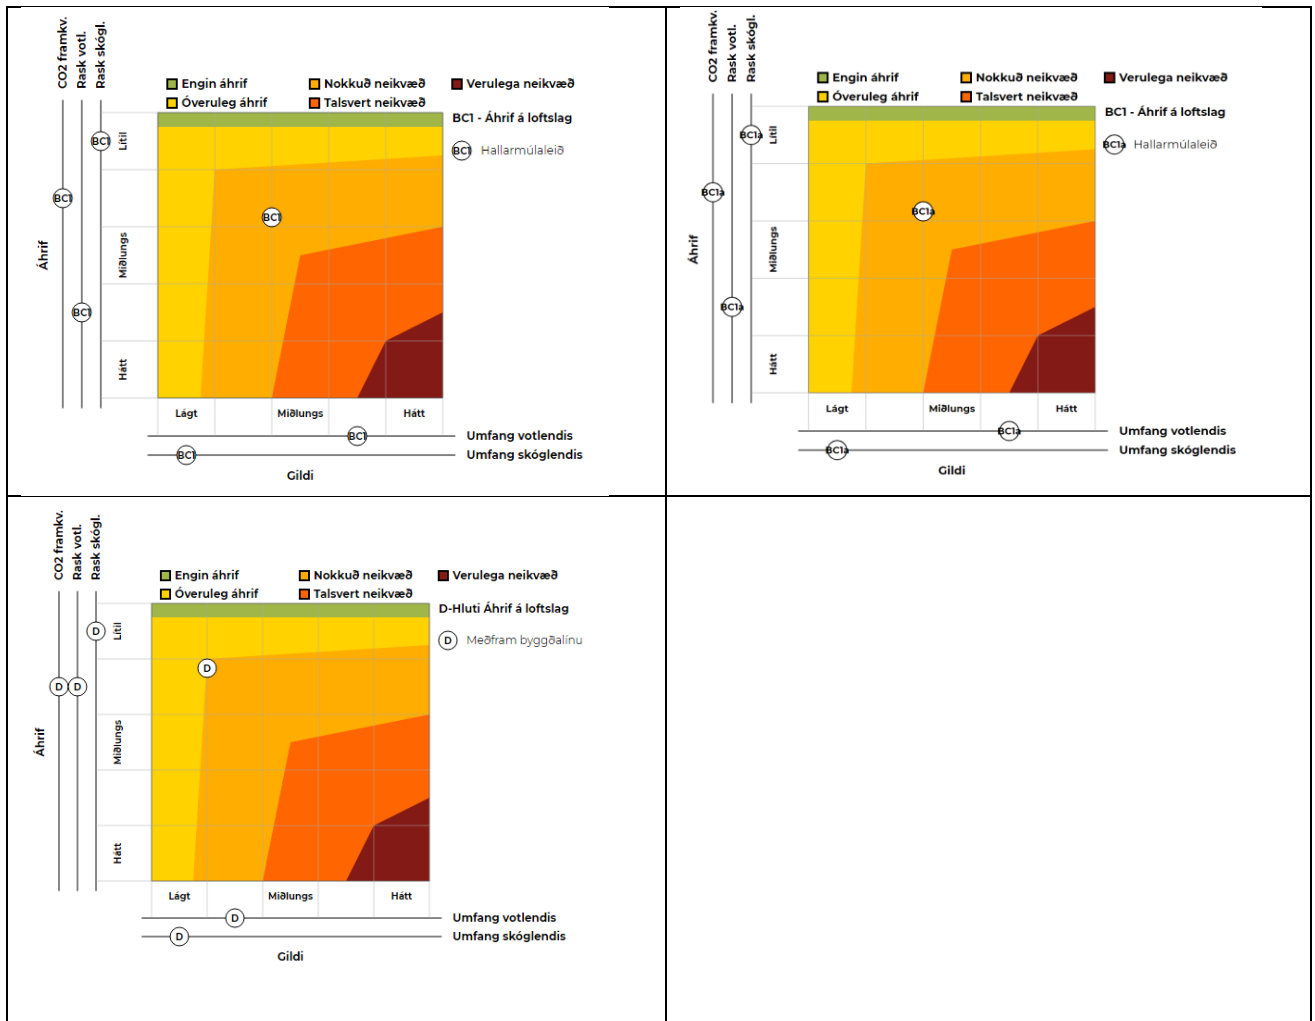 CO2 framkv.
Rask votl.
Rask skógl.
Engin áhrif
Nokkuð neikvæð
Verulega neikvæð
Óveruleg áhrif
Talsvert neikvæð
BC1 - Áhrif á loftslag
BC1 Hallarmúlaleið
BC1
BC1
BC1
BC1
Áhrif
Lítil
Miðlungs
Hátt
Lágt
Miðlungs
Hátt
BC1
Umfang votlendis
BC1
Umfang skóglendis
Gildi
CO2 framkv.
Rask votl.
Rask skógl.
Engin áhrif
Nokkuð neikvæð
Verulega neikvæð
Óveruleg áhrif
Talsvert neikvæð
BC1 - Áhrif á loftslag
BC1a Hallarmúlaleið
BC1a
BC1a
BC1a
BC1a
Áhrif
Lítil
Miðlungs
Hátt
Lágt
Miðlungs
Hátt
BC1a
Umfang votlendis
BC1a
Umfang skóglendis
Gildi
CO2 framkv.
Rask votl.
Rask skógl.
Engin áhrif
Nokkuð neikvæð
Verulega neikvæð
Óveruleg áhrif
Talsvert neikvæð
D-Hluti Áhrif á loftslag
D Meðfram byggðalínu
D
D
D D
Áhrif
Lítil
Miðlungs
Hátt
Lágt
Miðlungs
Hátt
D
Umfang votlendis
D
Umfang skóglendis
Gildi